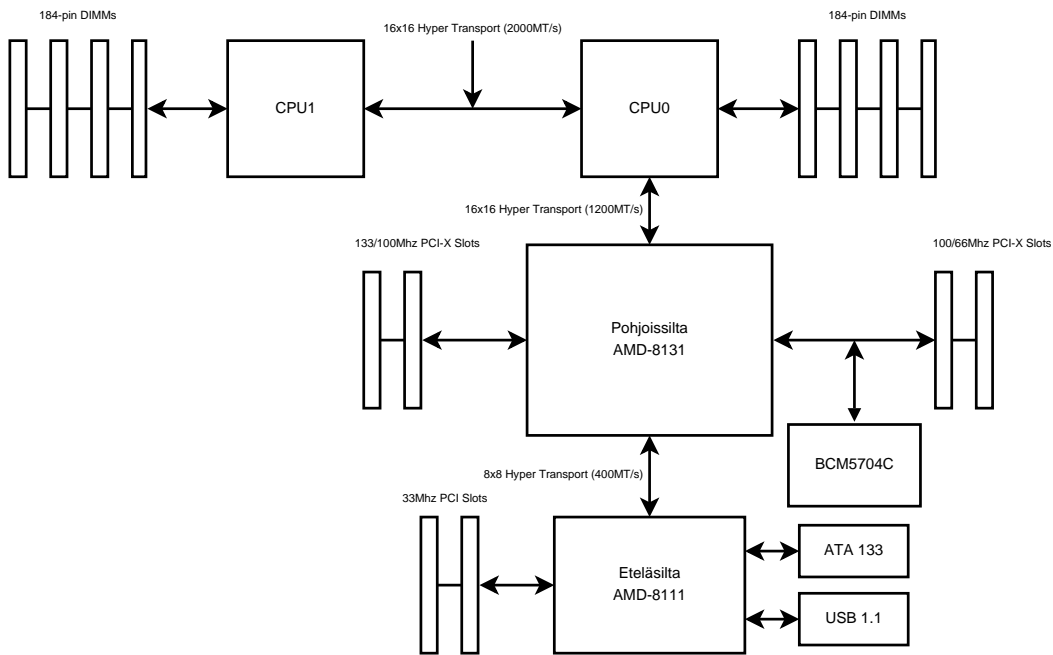 184-pin DIMMs
16x16 Hyper Transport (2000MT/s)
184-pin DIMMs
CPU1
CPU0
16x16 Hyper Transport (1200MT/s)
133/100Mhz PCI-X Slots
100/66Mhz PCI-X Slots
Pohjoissilta
AMD-8131
BCM5704C
8x8 Hyper Transport (400MT/s)
33Mhz PCI Slots
Eteläsilta
AMD-8111
ATA 133
USB 1.1